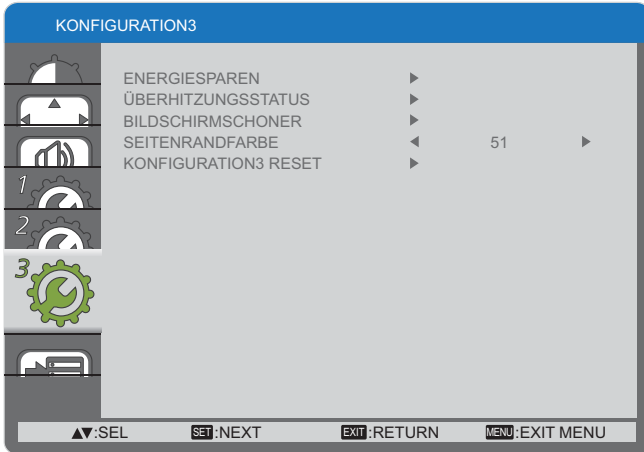 KONFIGURATION3
ENERGIESPAREN
ÜBERHITZUNGSSTATUS
BILDSCHIRMSCHONER
SEITENRANDFARBE 51
KONFIGURATION3 RESET
1
2
3
▲▼:SEL SET:NEXT EXIT:RETURN MENU:EXIT MENU